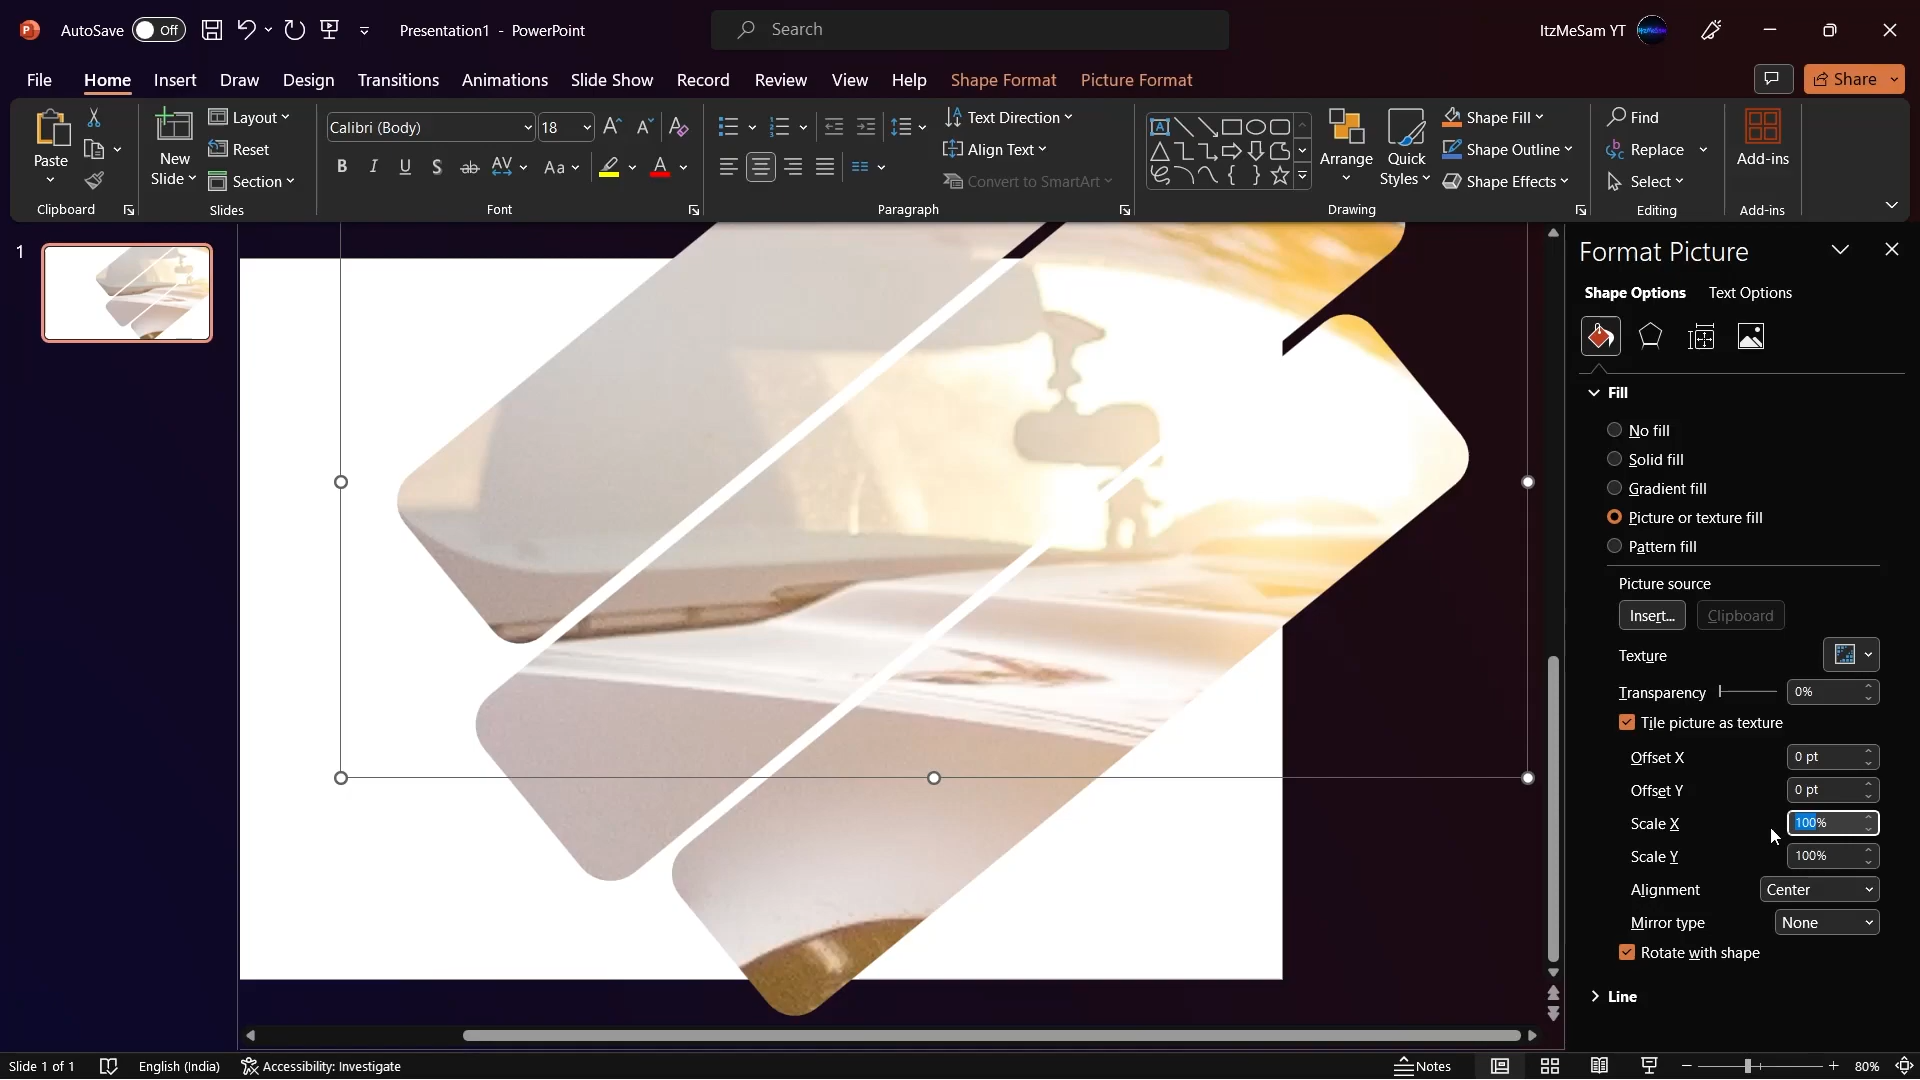 AutoSave Off Presentation1 - PowerPoint Search ItzMeSam YT
File Home Insert Draw Design Transitions Animations Slide Show Record Review View Help Shape Format Picture Format Share
Paste
Clipboard
New
Slide
Layout
Reset
Section
Slides
Calibri (Body) 18
B I U S ab AV Aa A
Font
Text Direction
Align Text
Convert to SmartArt
Paragraph
Arrange
Quick
Styles
Shape Fill
Shape Outline
Shape Effects
Drawing
Find
Replace
Select
Editing
Add-ins
Add-ins
1
Format Picture
Shape Options Text Options
Fill
No fill
Solid fill
Gradient fill
Picture or texture fill
Pattern fill
Picture source
Insert... Clipboard
Texture
Transparency 0%
Tile picture as texture
Offset X 0 pt
Offset Y 0 pt
Scale X 100%
Scale Y 100%
Alignment Center
Mirror type None
Rotate with shape
Line
Slide 1 of 1 English (India) Accessibility: Investigate Notes 80%